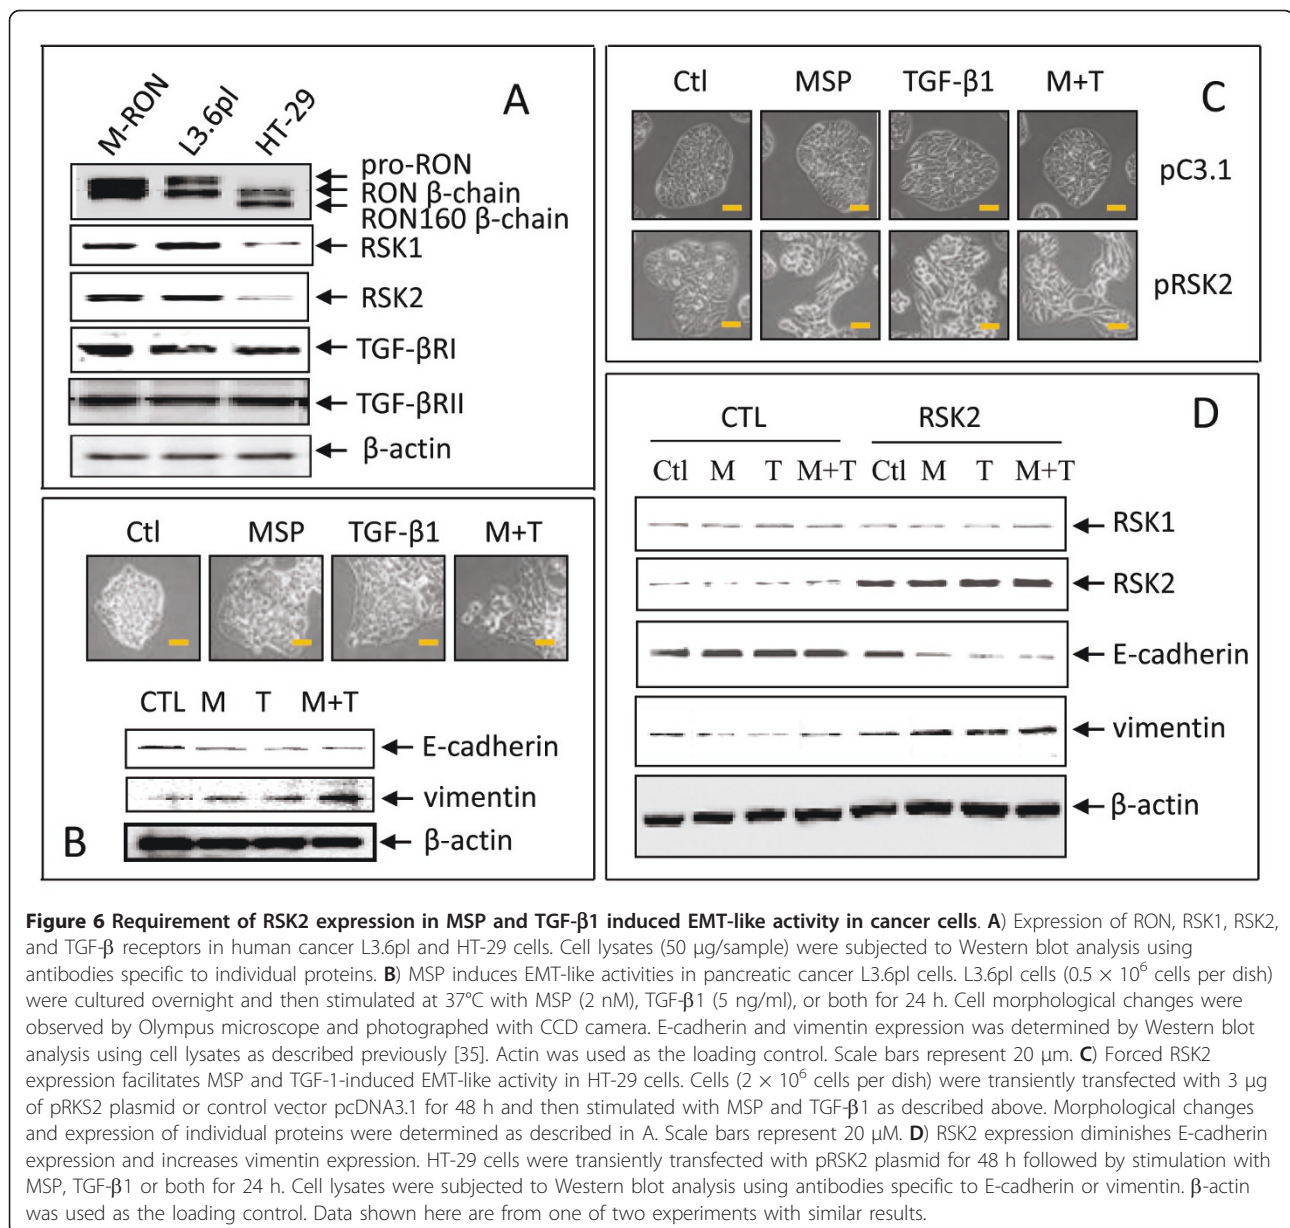 A
M-RON L3.6pl HT-29
pro-RON
RON β-chain
RON160 β-chain
RSK1
RSK2
TGF-βRI
TGF-βRII
β-actin
Ctl MSP TGF-β1 M+T
CTL M T M+T
E-cadherin
vimentin
β-actin
B
C
Ctl MSP TGF-β1 M+T
pC3.1
pRSK2
D
CTL RSK2
Ctl M T M+T Ctl M T M+T
RSK1
RSK2
E-cadherin
vimentin
β-actin
Figure 6 Requirement of RSK2 expression in MSP and TGF-β1 induced EMT-like activity in cancer cells. A) Expression of RON, RSK1, RSK2,
and TGF-β receptors in human cancer L3.6pl and HT-29 cells. Cell lysates (50 μg/sample) were subjected to Western blot analysis using
antibodies specific to individual proteins. B) MSP induces EMT-like activities in pancreatic cancer L3.6pl cells. L3.6pl cells (0.5 × 10⁶ cells per dish)
were cultured overnight and then stimulated at 37°C with MSP (2 nM), TGF-β1 (5 ng/ml), or both for 24 h. Cell morphological changes were
observed by Olympus microscope and photographed with CCD camera. E-cadherin and vimentin expression was determined by Western blot
analysis using cell lysates as described previously [35]. Actin was used as the loading control. Scale bars represent 20 μm. C) Forced RSK2
expression facilitates MSP and TGF-1-induced EMT-like activity in HT-29 cells. Cells (2 × 10⁶ cells per dish) were transiently transfected with 3 μg
of pRKS2 plasmid or control vector pcDNA3.1 for 48 h and then stimulated with MSP and TGF-β1 as described above. Morphological changes
and expression of individual proteins were determined as described in A. Scale bars represent 20 μM. D) RSK2 expression diminishes E-cadherin
expression and increases vimentin expression. HT-29 cells were transiently transfected with pRSK2 plasmid for 48 h followed by stimulation with
MSP, TGF-β1 or both for 24 h. Cell lysates were subjected to Western blot analysis using antibodies specific to E-cadherin or vimentin. β-actin
was used as the loading control. Data shown here are from one of two experiments with similar results.